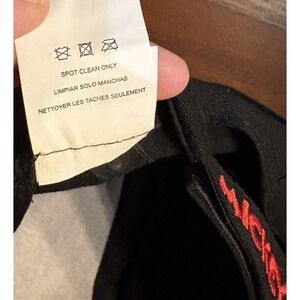 SPOT CLEAN ONLY
LIMPIAR SOLO MANCHAS
NETTOYER LES TACHES SEULEMENT